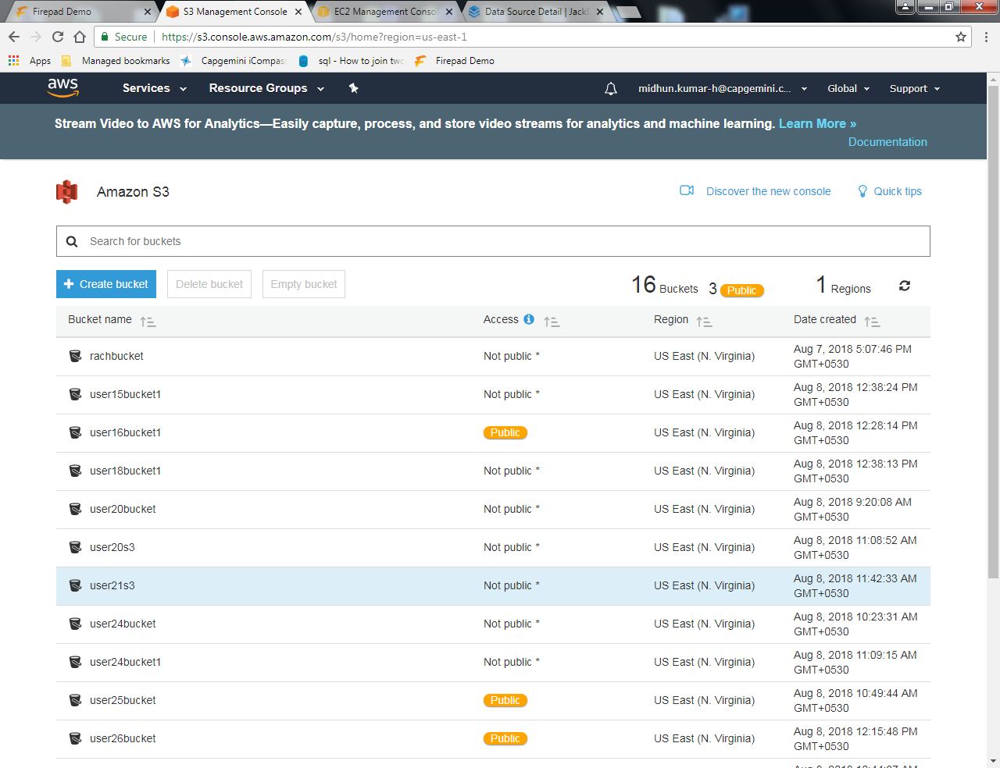 Firepad Demo
S3 Management Console
EC2 Management Conso
Data Source Detail | Jack
Secure
https://s3.console.aws.amazon.com/s3/home?region=us-east-1
Apps
Managed bookmarks
Capgemini iCompas
sql - How to join two
Firepad Demo
aws
Services
Resource Groups
midhun.kumar-h@capgemini.c...
Global
Support
Stream Video to AWS for Analytics—Easily capture, process, and store video streams for analytics and machine learning. Learn More »
Documentation
Amazon S3
Discover the new console
Quick tips
Search for buckets
Create bucket
Delete bucket
Empty bucket
16 Buckets
3 Public
1 Regions
Bucket name Access Region Date created
rachbucket Not public * US East (N. Virginia) Aug 7, 2018 5:07:46 PM
GMT+0530
user15bucket1 Not public * US East (N. Virginia) Aug 8, 2018 12:38:24 PM
GMT+0530
user16bucket1 Public US East (N. Virginia) Aug 8, 2018 12:28:14 PM
GMT+0530
user18bucket1 Not public * US East (N. Virginia) Aug 8, 2018 12:38:13 PM
GMT+0530
user20bucket Not public * US East (N. Virginia) Aug 8, 2018 9:20:08 AM
GMT+0530
user20s3 Not public * US East (N. Virginia) Aug 8, 2018 11:08:52 AM
GMT+0530
user21s3 Not public * US East (N. Virginia) Aug 8, 2018 11:42:33 AM
GMT+0530
user24bucket Not public * US East (N. Virginia) Aug 8, 2018 10:23:31 AM
GMT+0530
user24bucket1 Not public * US East (N. Virginia) Aug 8, 2018 11:09:15 AM
GMT+0530
user25bucket Public US East (N. Virginia) Aug 8, 2018 10:49:44 AM
GMT+0530
user26bucket Public US East (N. Virginia) Aug 8, 2018 12:15:48 PM
GMT+0530